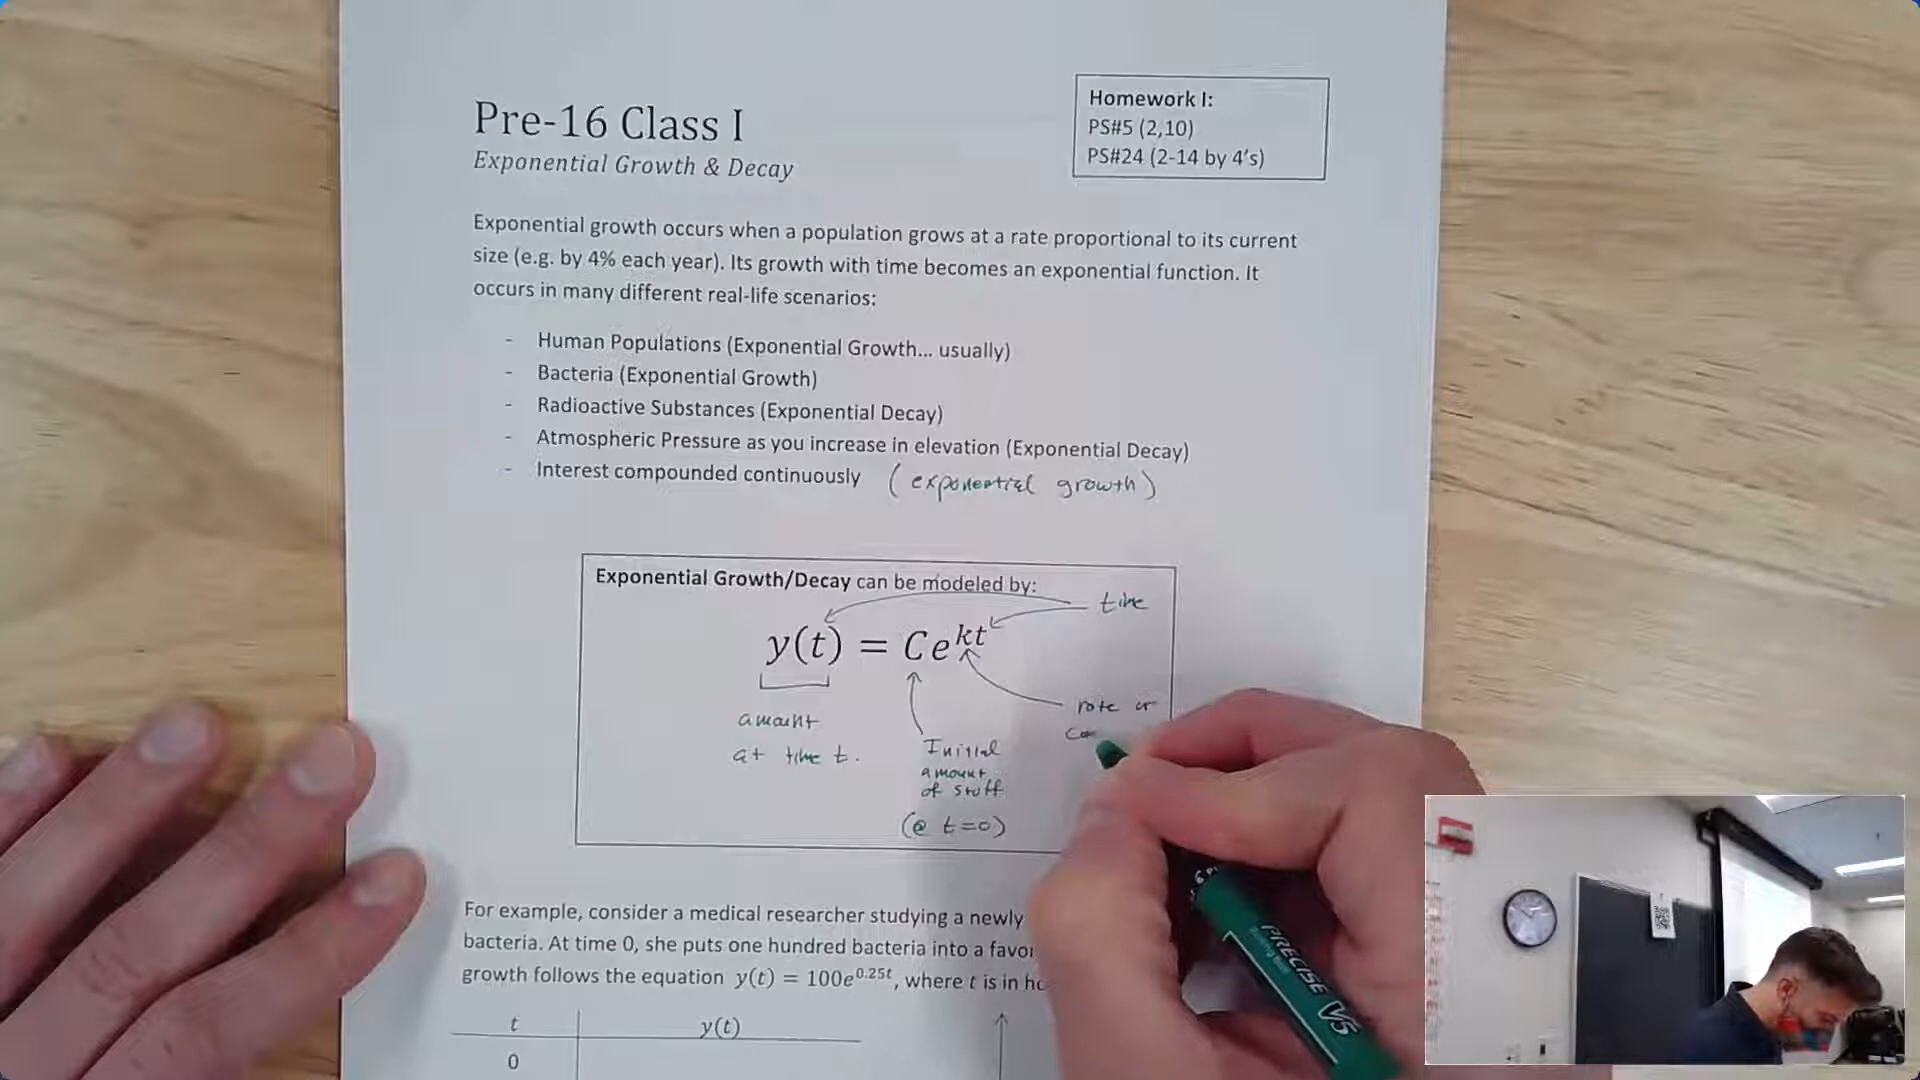 Pre-16 Class I
Exponential Growth & Decay
Homework I:
PS#5 (2,10)
PS#24 (2-14 by 4's)
Exponential growth occurs when a population grows at a rate proportional to its current
size (e.g. by 4% each year). Its growth with time becomes an exponential function. It
occurs in many different real-life scenarios:
- Human Populations (Exponential Growth... usually)
- Bacteria (Exponential Growth)
- Radioactive Substances (Exponential Decay)
- Atmospheric Pressure as you increase in elevation (Exponential Decay)
- Interest compounded continuously (exponential growth)
Exponential Growth/Decay can be modeled by:
time
y(t) = Ce^{kt}
rate or
amount
at time t.
Initial
amount
of stuff
(@ t=0)
For example, consider a medical researcher studying a newly
bacteria. At time 0, she puts one hundred bacteria into a
growth follows the equation y(t) = 100e^{0.25t}, where t is in
t y(t)
0
PRECISE V5